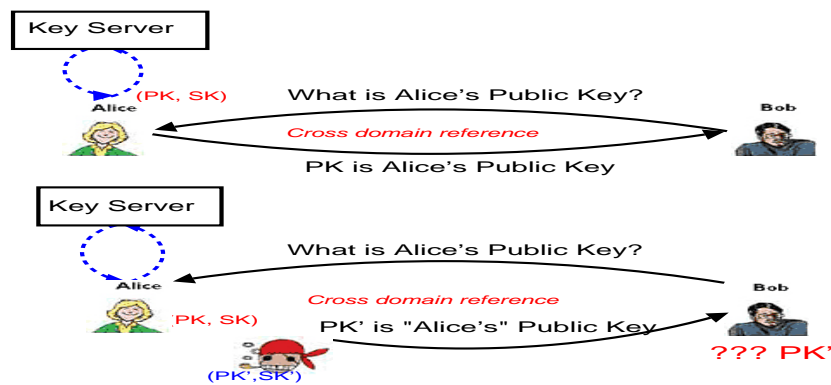 Key Server
(PK, SK)
Alice
What is Alice's Public Key?
Bob
Cross domain reference
PK is Alice's Public Key
Key Server
What is Alice's Public Key?
Alice
Bob
Cross domain reference
(PK, SK)
PK' is "Alice's" Public Key
??? PK'
(PK',SK')